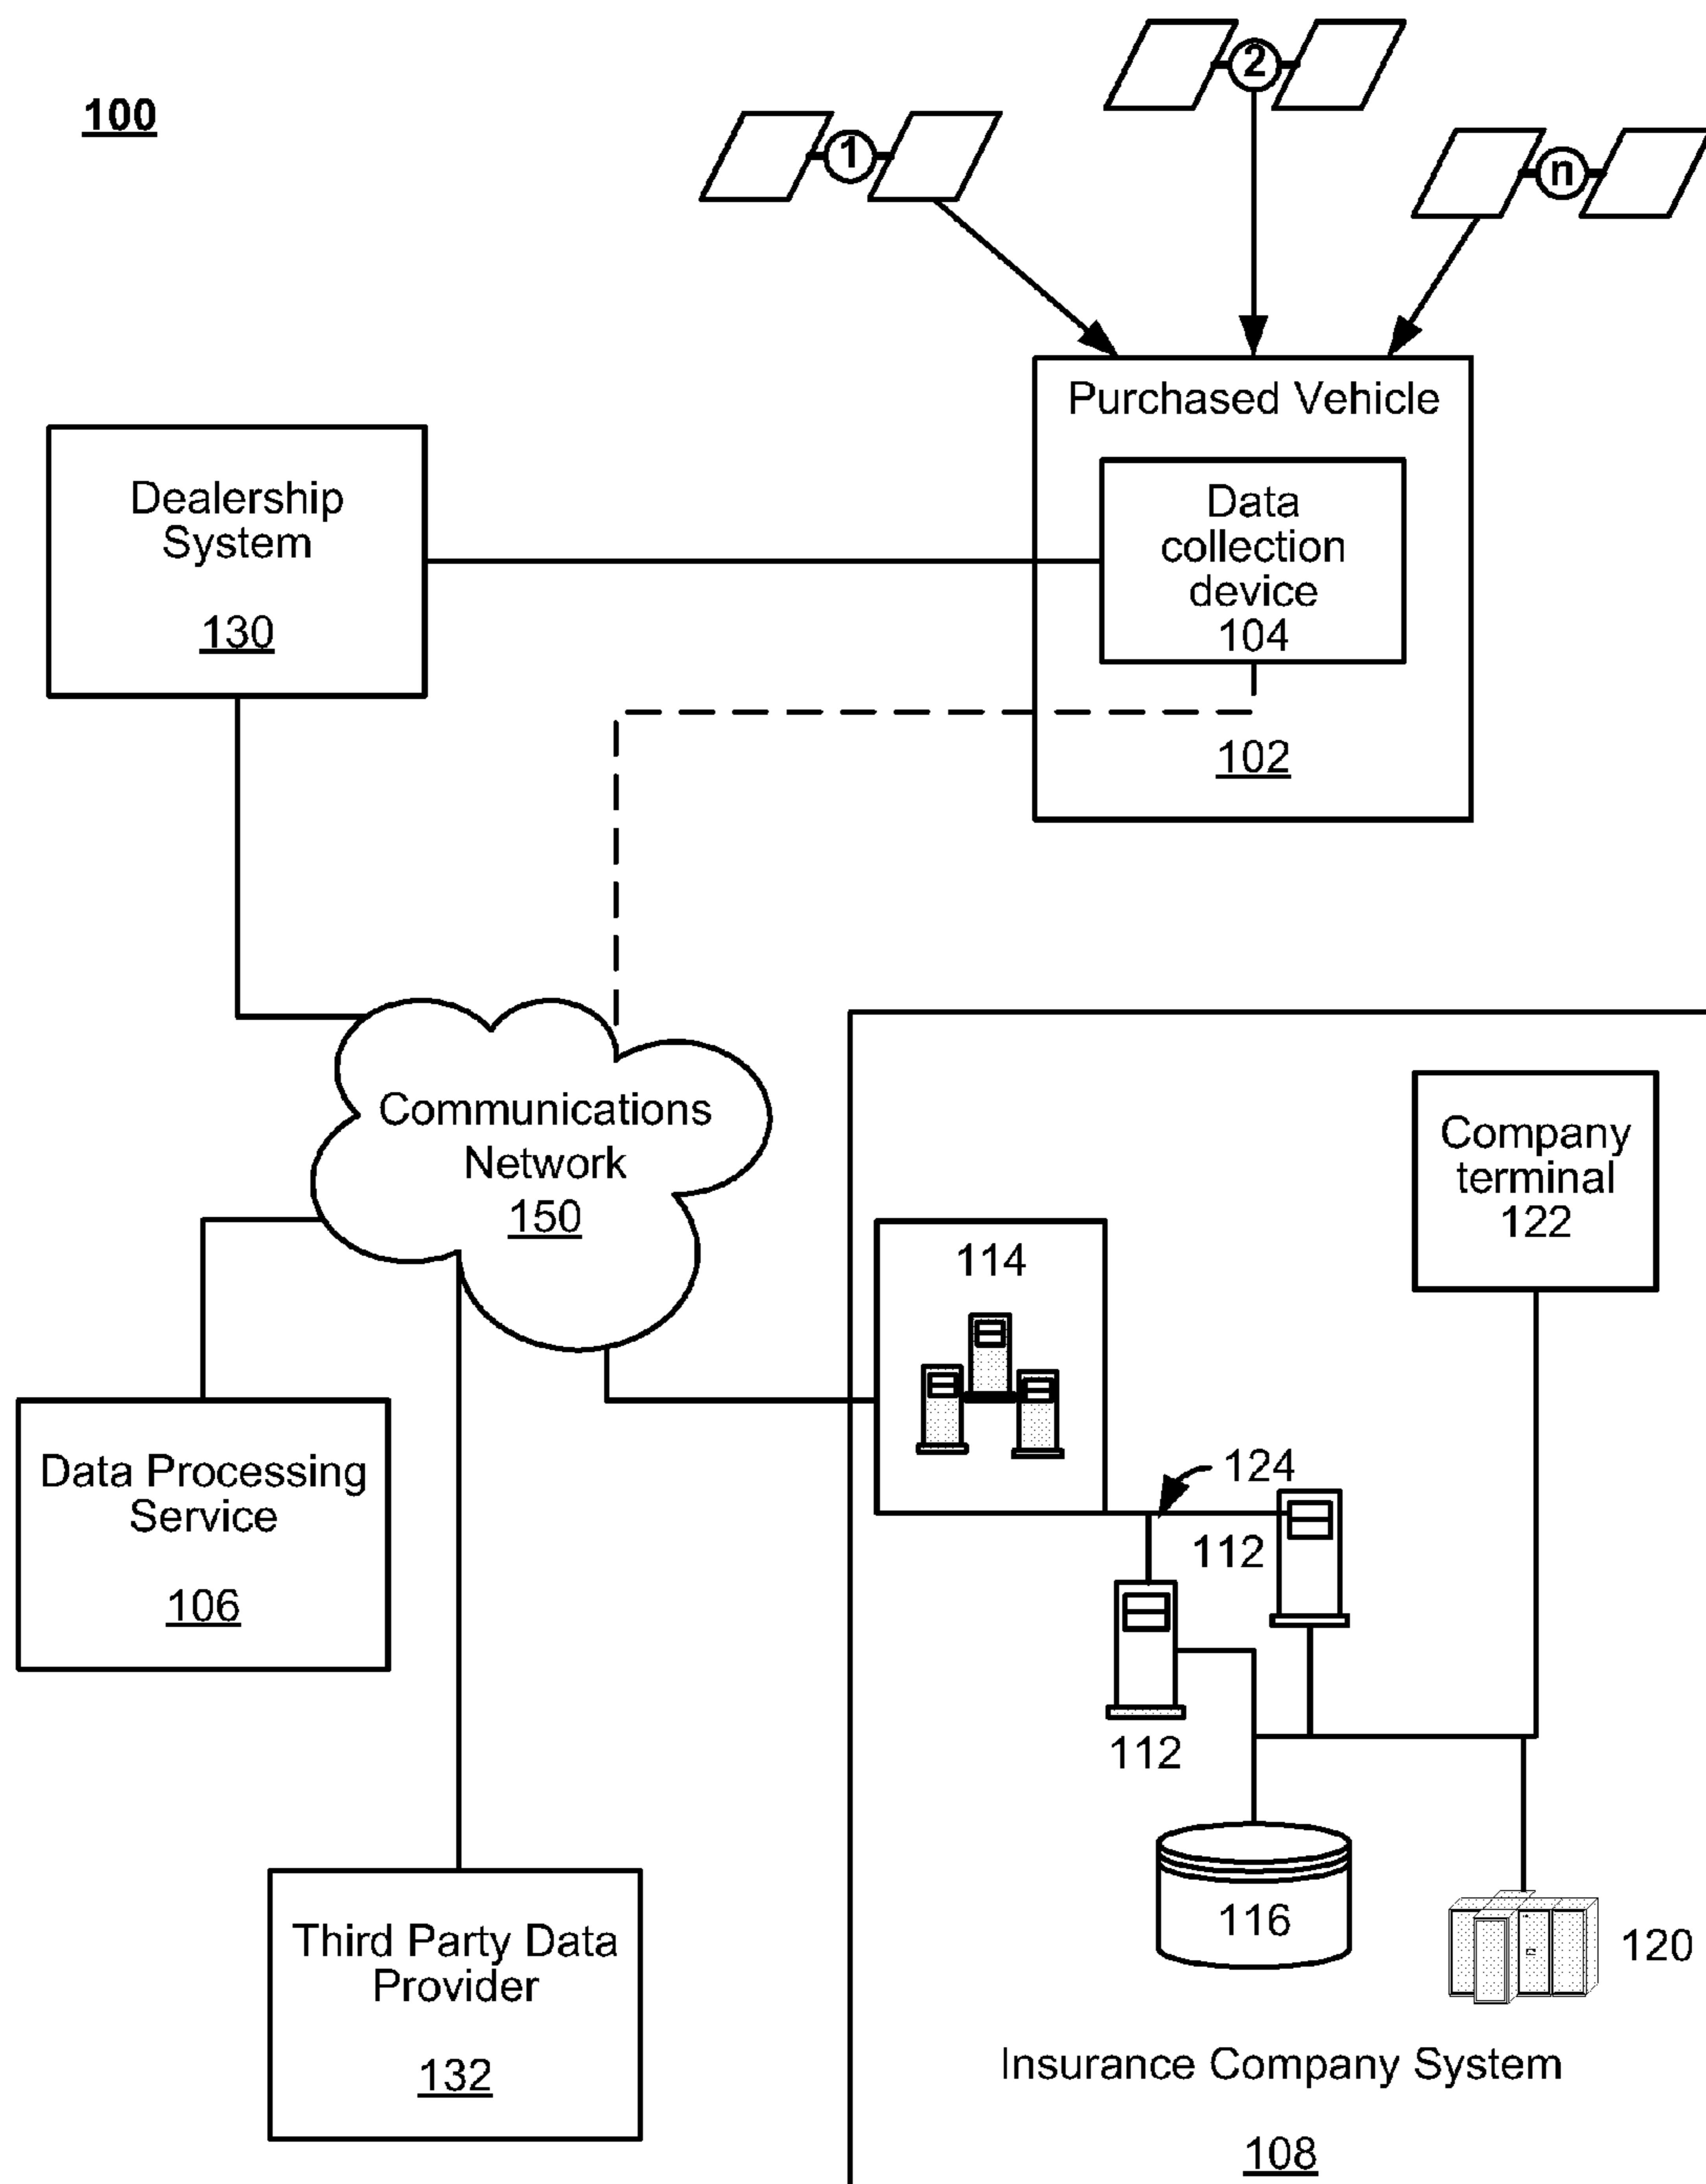 100
1
2
n
Purchased Vehicle
Data
collection
device
104
102
Dealership
System
130
Communications
Network
150
Company
terminal
122
114
124
112
112
Data Processing
Service
106
116
120
Third Party Data
Provider
132
Insurance Company System
108